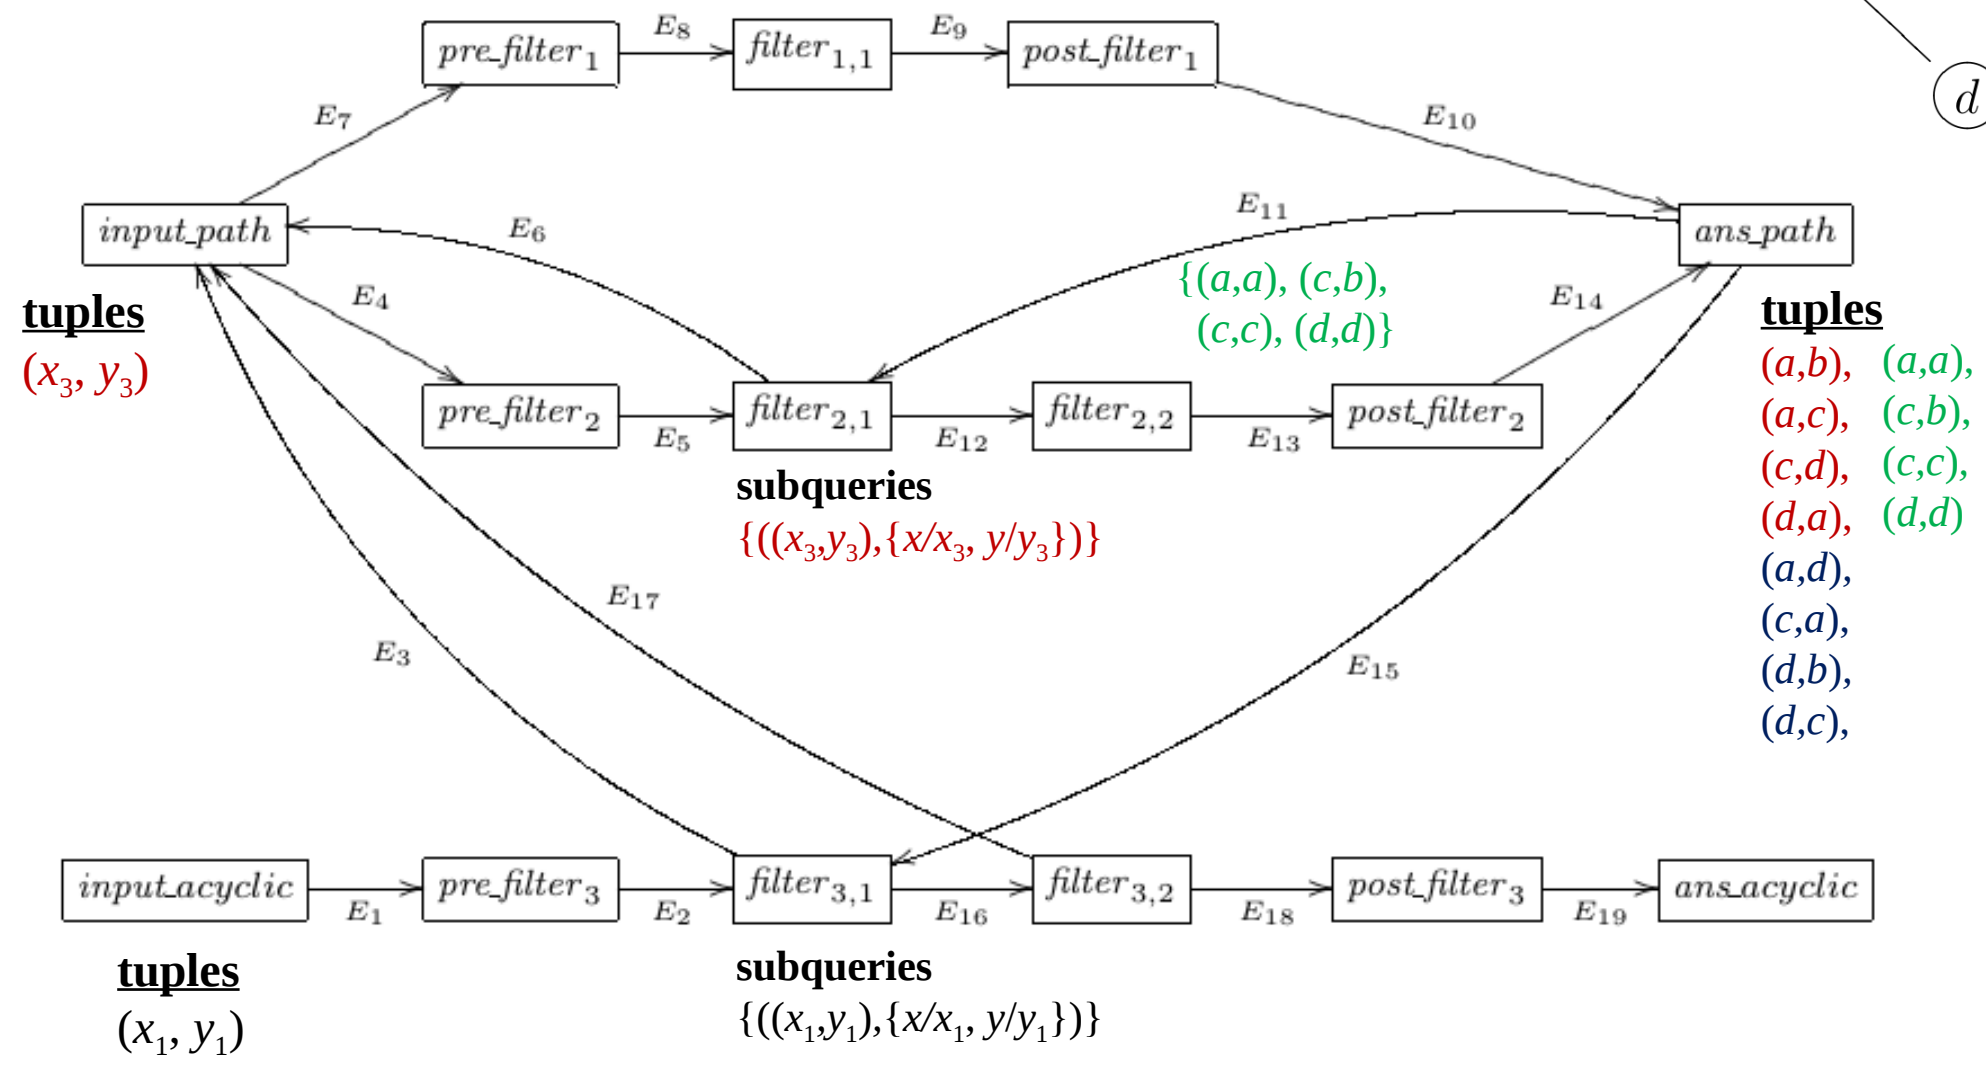 E8
E9
pre_filter1
filter1,1
post_filter1
d
E7
E10
E11
input_path
E6
ans_path
{(a,a), (c,b),
(c,c), (d,d)}
E4
E14
tuples
(x3, y3)
tuples
(a,b), (a,a),
(a,c), (c,b),
(c,d), (c,c),
(d,a), (d,d)
(a,d),
(c,a),
(d,b),
(d,c),
pre_filter2
filter2,1
filter2,2
post_filter2
E5
E12
E13
subqueries
{((x3,y3),{x/x3, y/y3})}
E17
E3
E15
input_acyclic
pre_filter3
filter3,1
filter3,2
post_filter3
ans_acyclic
E1
E2
E16
E18
E19
tuples
(x1, y1)
subqueries
{((x1,y1),{x/x1, y/y1})}